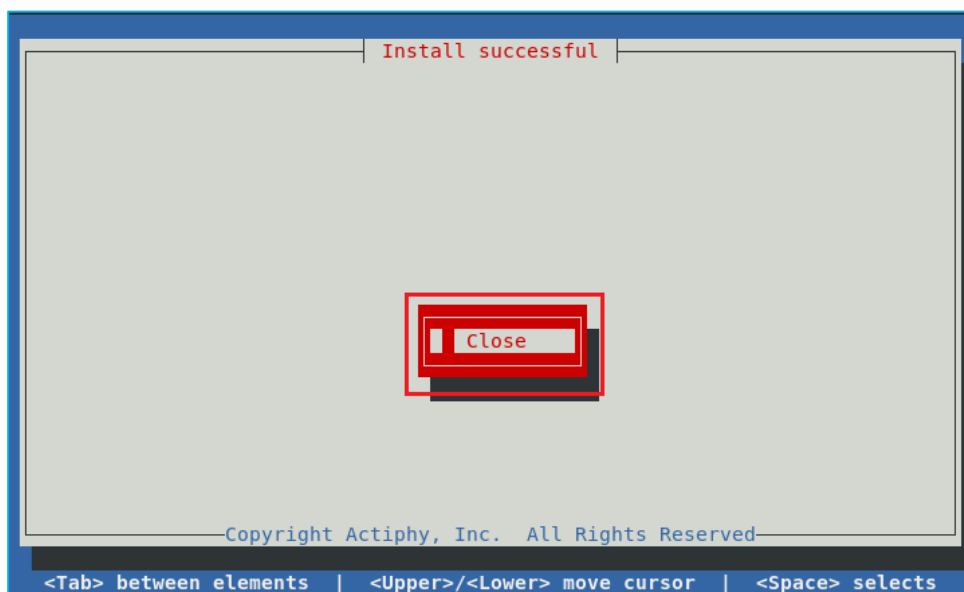 Install successful
Close
Copyright Actiphy, Inc.  All Rights Reserved
<Tab> between elements  |  <Upper>/<Lower> move cursor  |  <Space> selects